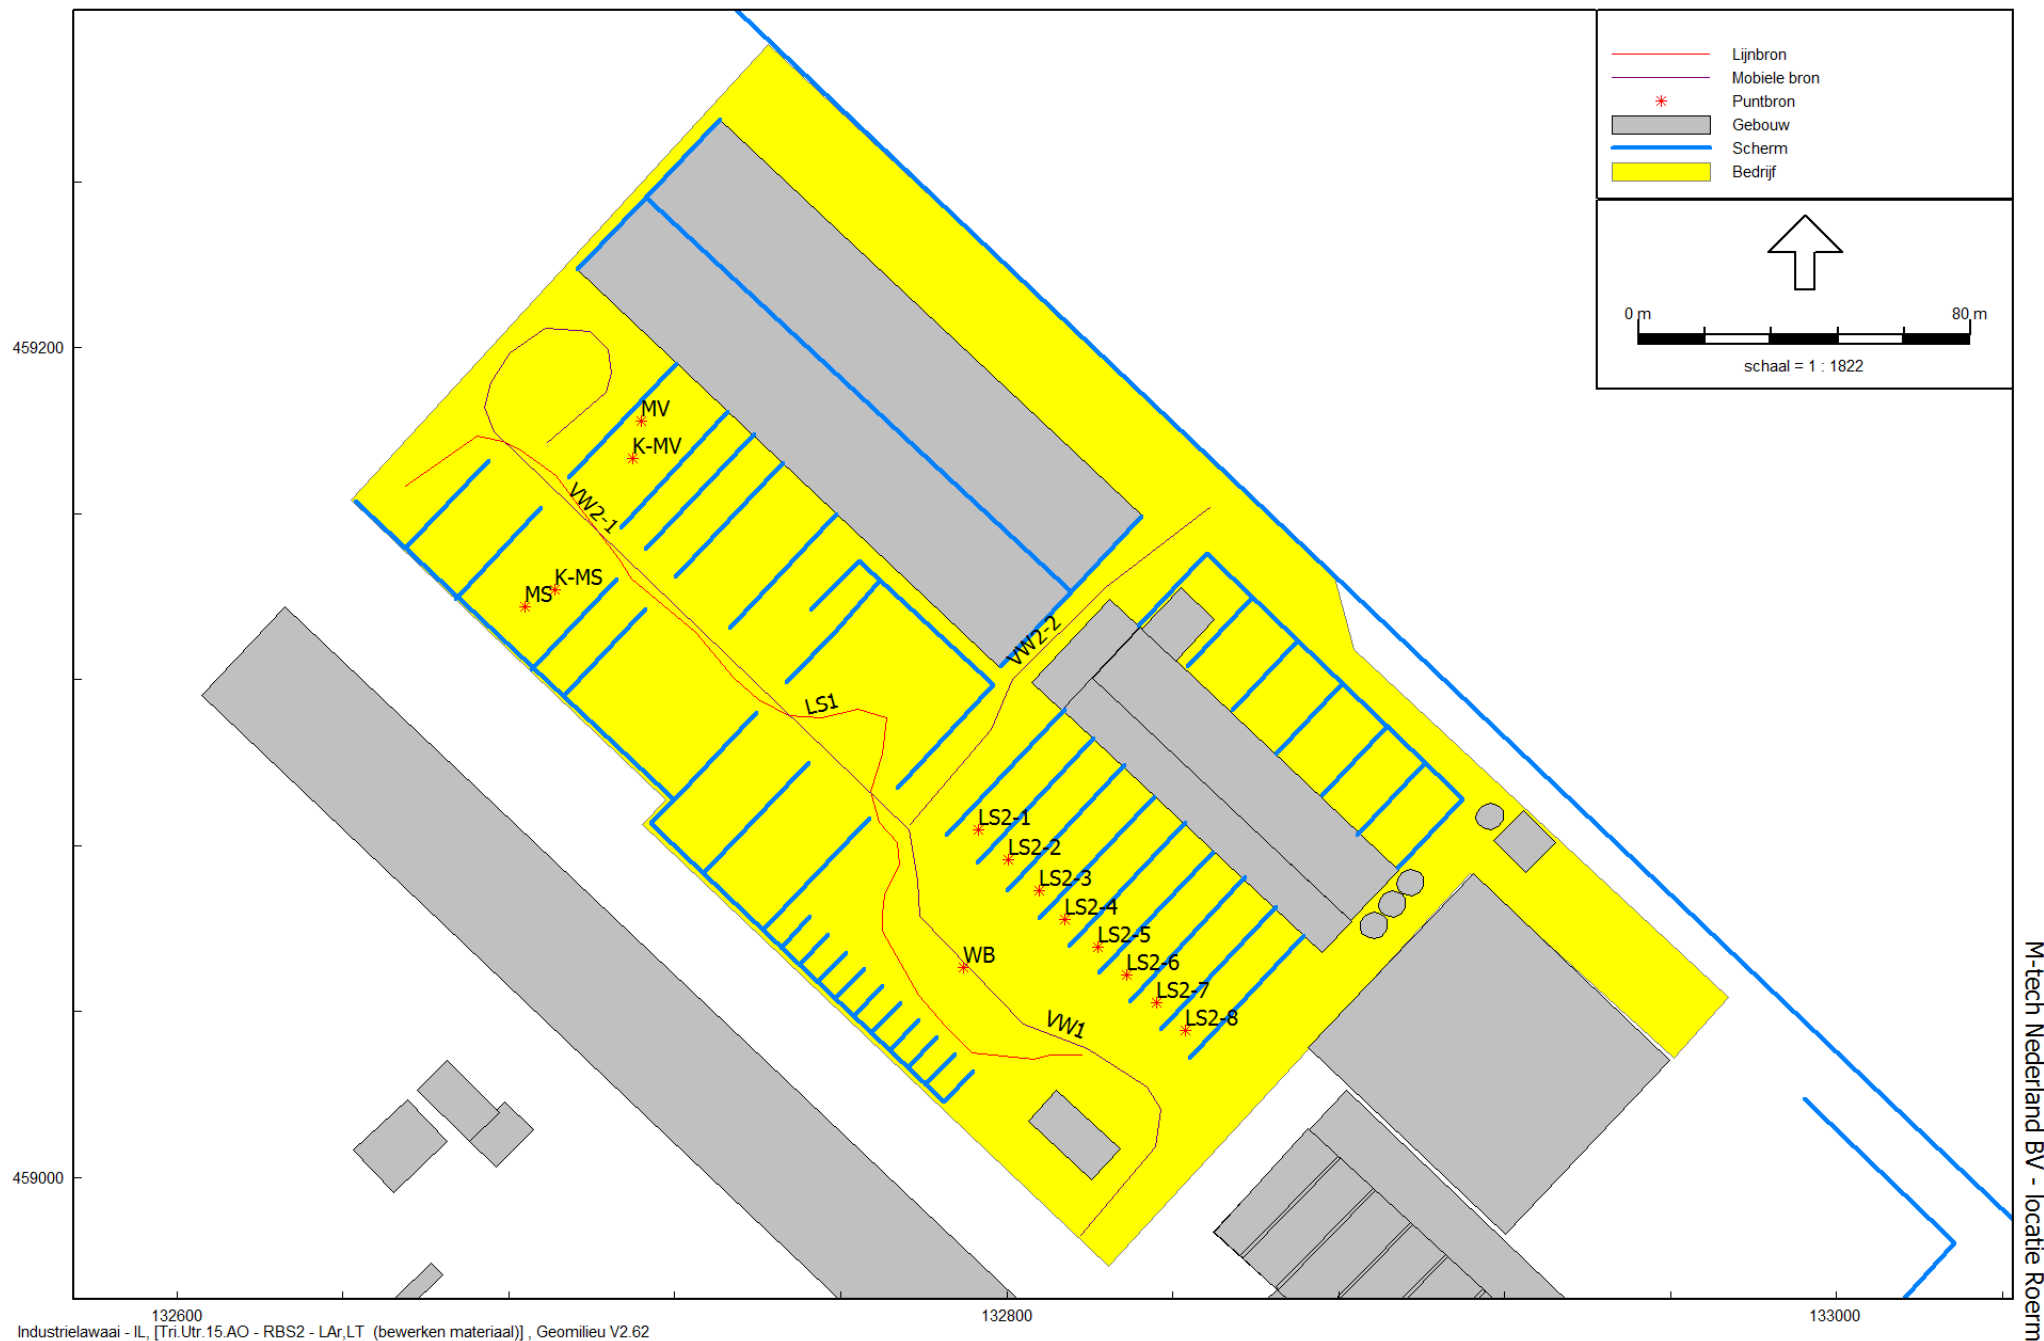 Lijnbron
Mobiele bron
Puntbron
Gebouw
Scherm
Bedrijf
0 m
80 m
schaal = 1 : 1822
459200
459000
MV
K-MV
VW2-1
K-MS
MS
VW2-2
LS1
LS2-1
LS2-2
LS2-3
LS2-4
LS2-5
LS2-6
LS2-7
LS2-8
WB
VW1
132600
132800
133000
Industrielawaai - IL, [Tri.Utr.15.AO - RBS2 - LAr,LT (bewerken materiaal)] , Geomilieu V2.62
M-tech Nederland BV - locatie Roerm